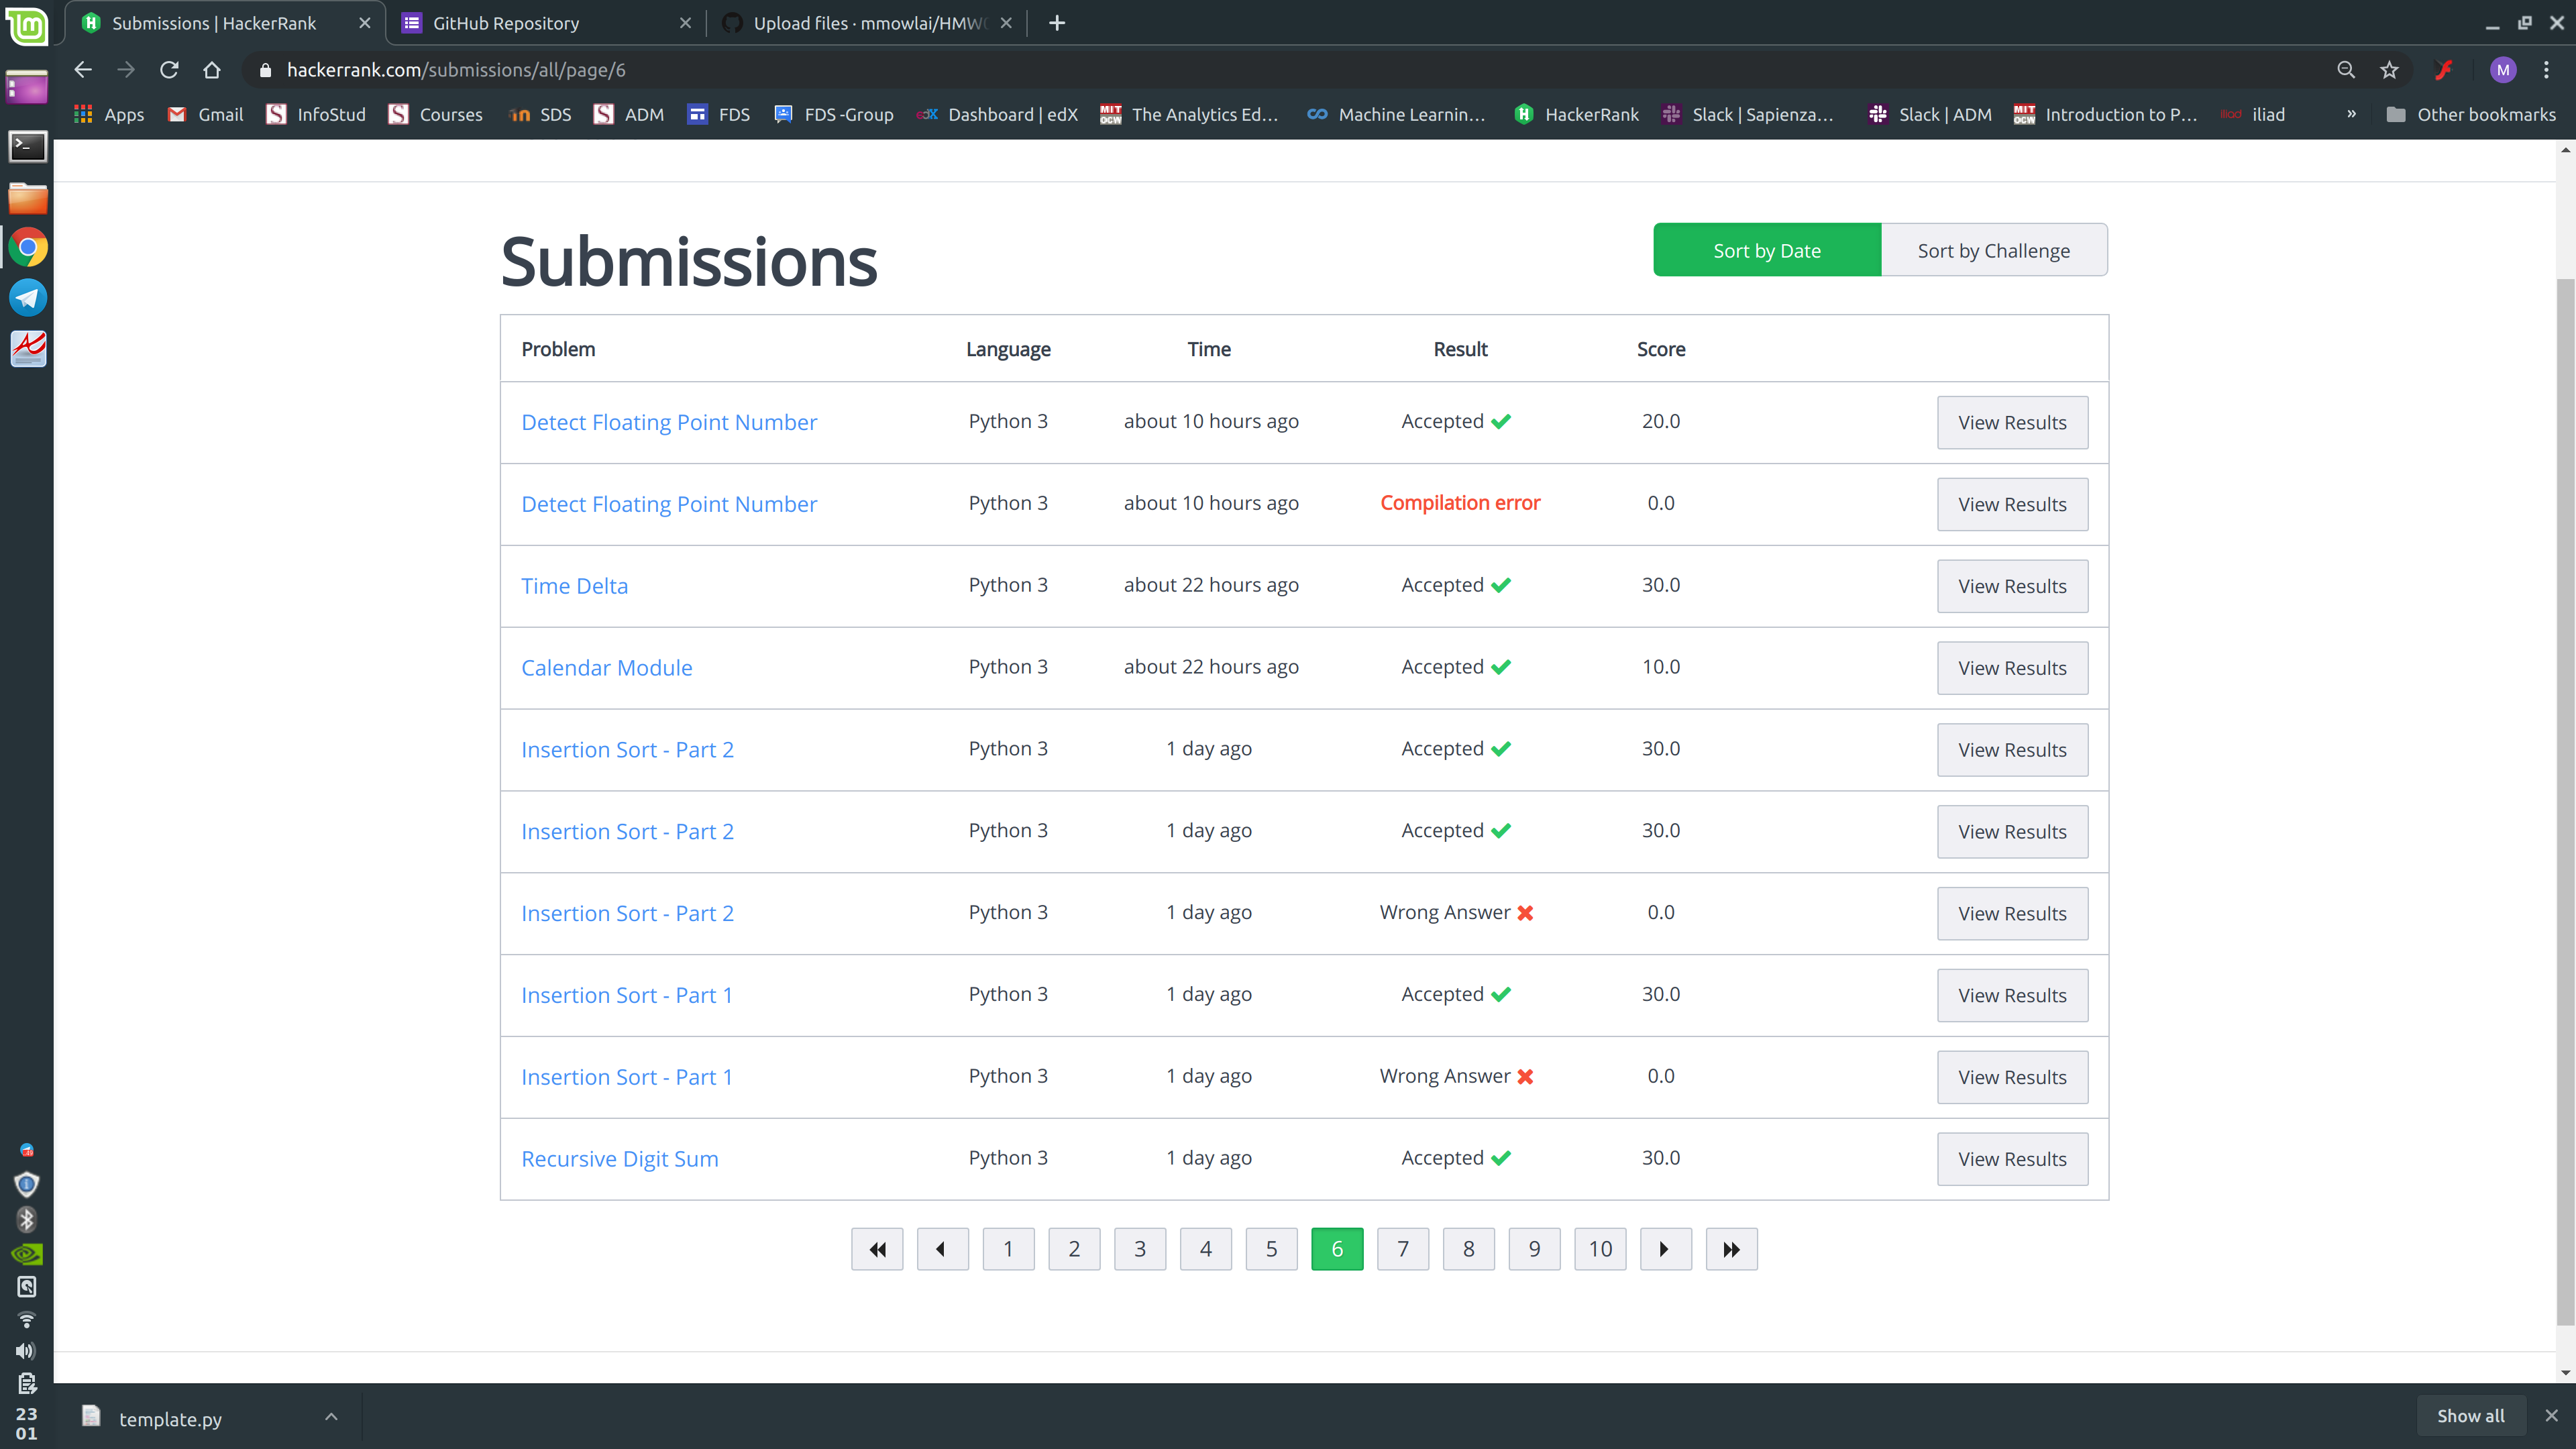 Submissions | HackerRank
GitHub Repository
Upload files · mmowlai/HMW
hackerrank.com/submissions/all/page/6
M
Apps
Gmail
InfoStud
Courses
SDS
ADM
FDS
FDS -Group
Dashboard | edX
The Analytics Ed...
Machine Learnin...
HackerRank
Slack | Sapienza...
Slack | ADM
Introduction to P...
iliad
»
Other bookmarks
Submissions
Sort by Date
Sort by Challenge
Problem Language Time Result Score
Detect Floating Point Number Python 3 about 10 hours ago Accepted 20.0 View Results
Detect Floating Point Number Python 3 about 10 hours ago Compilation error 0.0 View Results
Time Delta Python 3 about 22 hours ago Accepted 30.0 View Results
Calendar Module Python 3 about 22 hours ago Accepted 10.0 View Results
Insertion Sort - Part 2 Python 3 1 day ago Accepted 30.0 View Results
Insertion Sort - Part 2 Python 3 1 day ago Accepted 30.0 View Results
Insertion Sort - Part 2 Python 3 1 day ago Wrong Answer 0.0 View Results
Insertion Sort - Part 1 Python 3 1 day ago Accepted 30.0 View Results
Insertion Sort - Part 1 Python 3 1 day ago Wrong Answer 0.0 View Results
Recursive Digit Sum Python 3 1 day ago Accepted 30.0 View Results
1 2 3 4 5 6 7 8 9 10
23
01
template.py
Show all